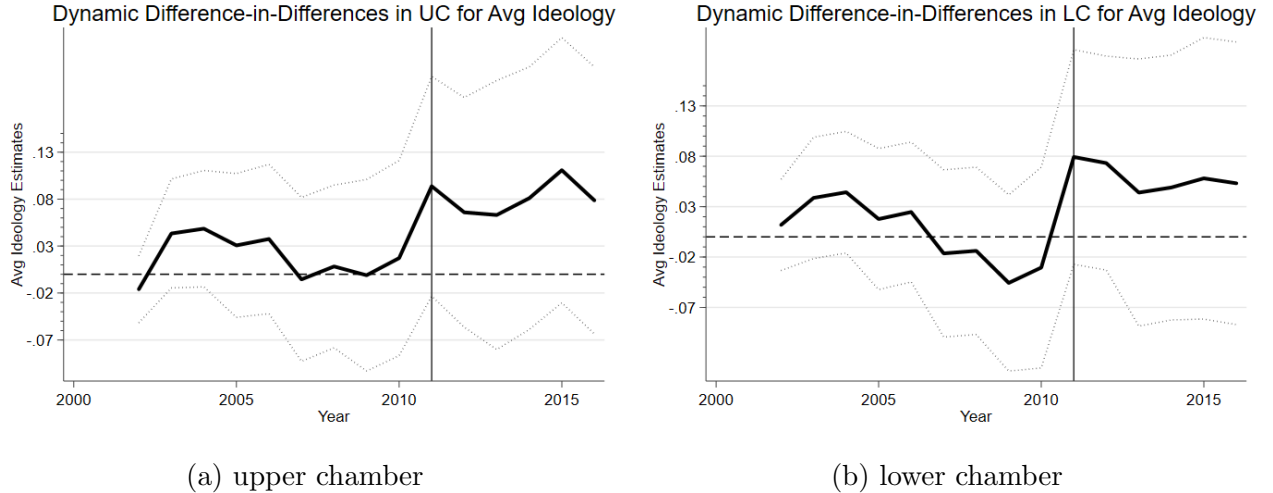 Dynamic Difference-in-Differences in UC for Avg Ideology
Avg Ideology Estimates
.13
.08
.03
-.02
-.07
2000
2005
2010
2015
Year
(a) upper chamber
Dynamic Difference-in-Differences in LC for Avg Ideology
Avg Ideology Estimates
.13
.08
.03
-.02
-.07
2000
2005
2010
2015
Year
(b) lower chamber